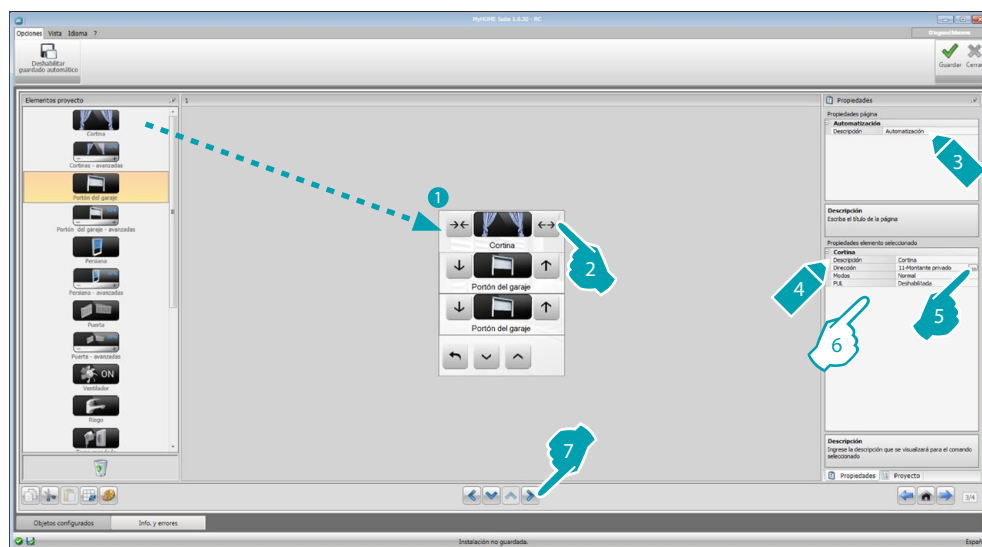 MyHOME Suite 1.0.30 - RC
Opciones Vista Idioma ?
Deshabilitar
guardado automático
Guardar Cerrar
Elementos proyecto
1
Propiedades
Cortina
Cortinas - avanzadas
Portón del garaje
Portón del garaje - avanzadas
Persiana
Persiana - avanzadas
Puerta
Puerta - avanzadas
ON
Ventilador
Riego
Propiedades página
Automatización
Descripción Automatización
3
Descripción
Escriba el título de la página
1
Cortina
2
Portón del garaje
Portón del garaje
Propiedades elemento seleccionado
Cortina
Descripción Cortina
Dirección 11-Montante privado
Modos Normal
PUL Deshabilitada
4
5
6
7
Descripción
Ingrese la descripción que se visualizará para el comando
seleccionado
Propiedades Proyecto
3/4
Objetos configurados Info. y errores
Instalación no guardada.
Españ